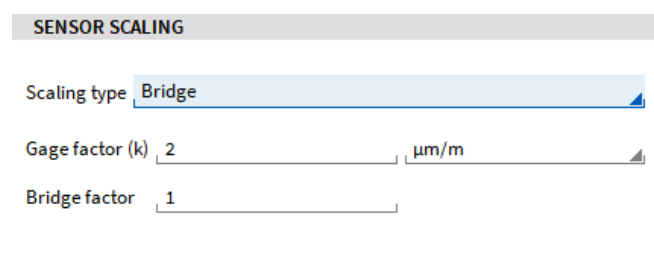 SENSOR SCALING
Scaling type Bridge
Gage factor (k) 2 µm/m
Bridge factor 1